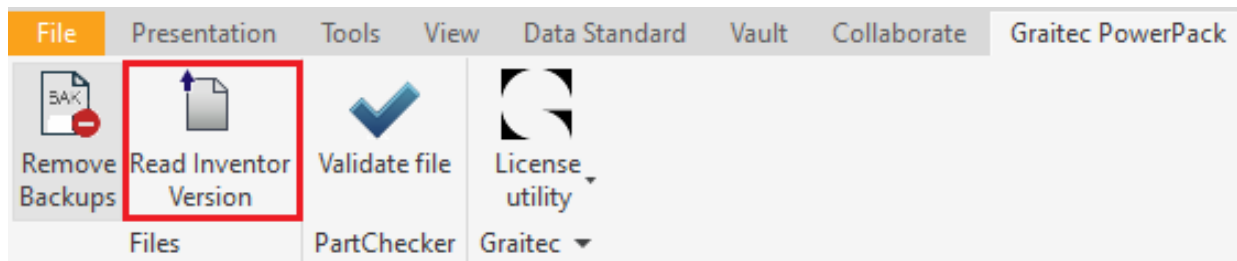 File Presentation Tools View Data Standard Vault Collaborate Graitec PowerPack
BAK
Remove Read Inventor Validate file License
Backups Version utility
Files PartChecker Graitec